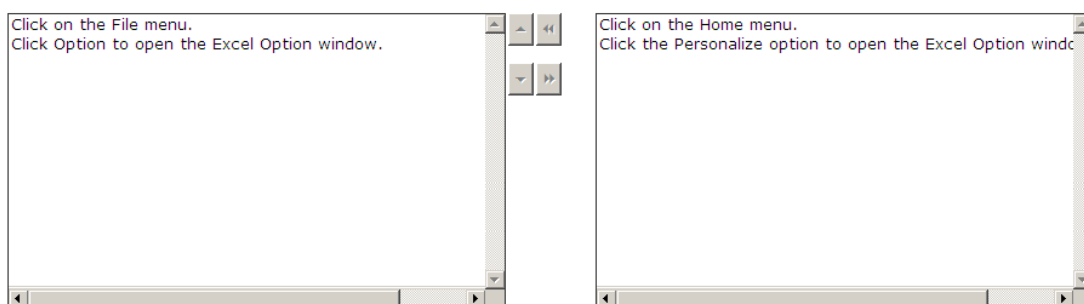 Click on the File menu.
Click Option to open the Excel Option window.
Click on the Home menu.
Click the Personalize option to open the Excel Option